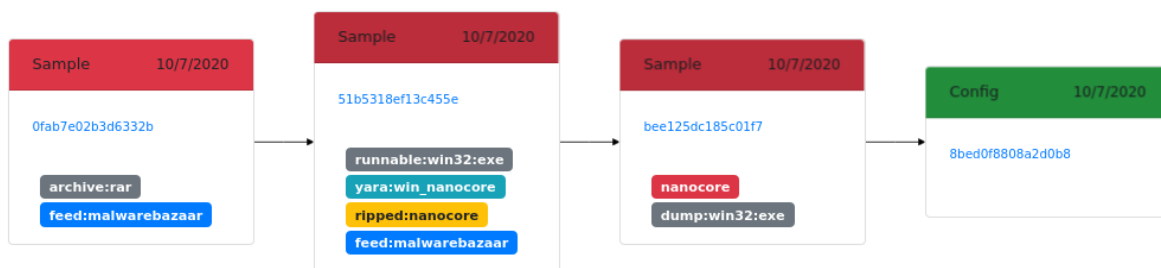 Sample 10/7/2020
0fab7e02b3d6332b
archive:rar
feed:malwarebazaar
Sample 10/7/2020
51b5318ef13c455e
runnable:win32:exe
yara:win_nanocore
ripped:nanocore
feed:malwarebazaar
Sample 10/7/2020
bee125dc185c01f7
nanocore
dump:win32:exe
Config 10/7/2020
8bed0f8808a2d0b8